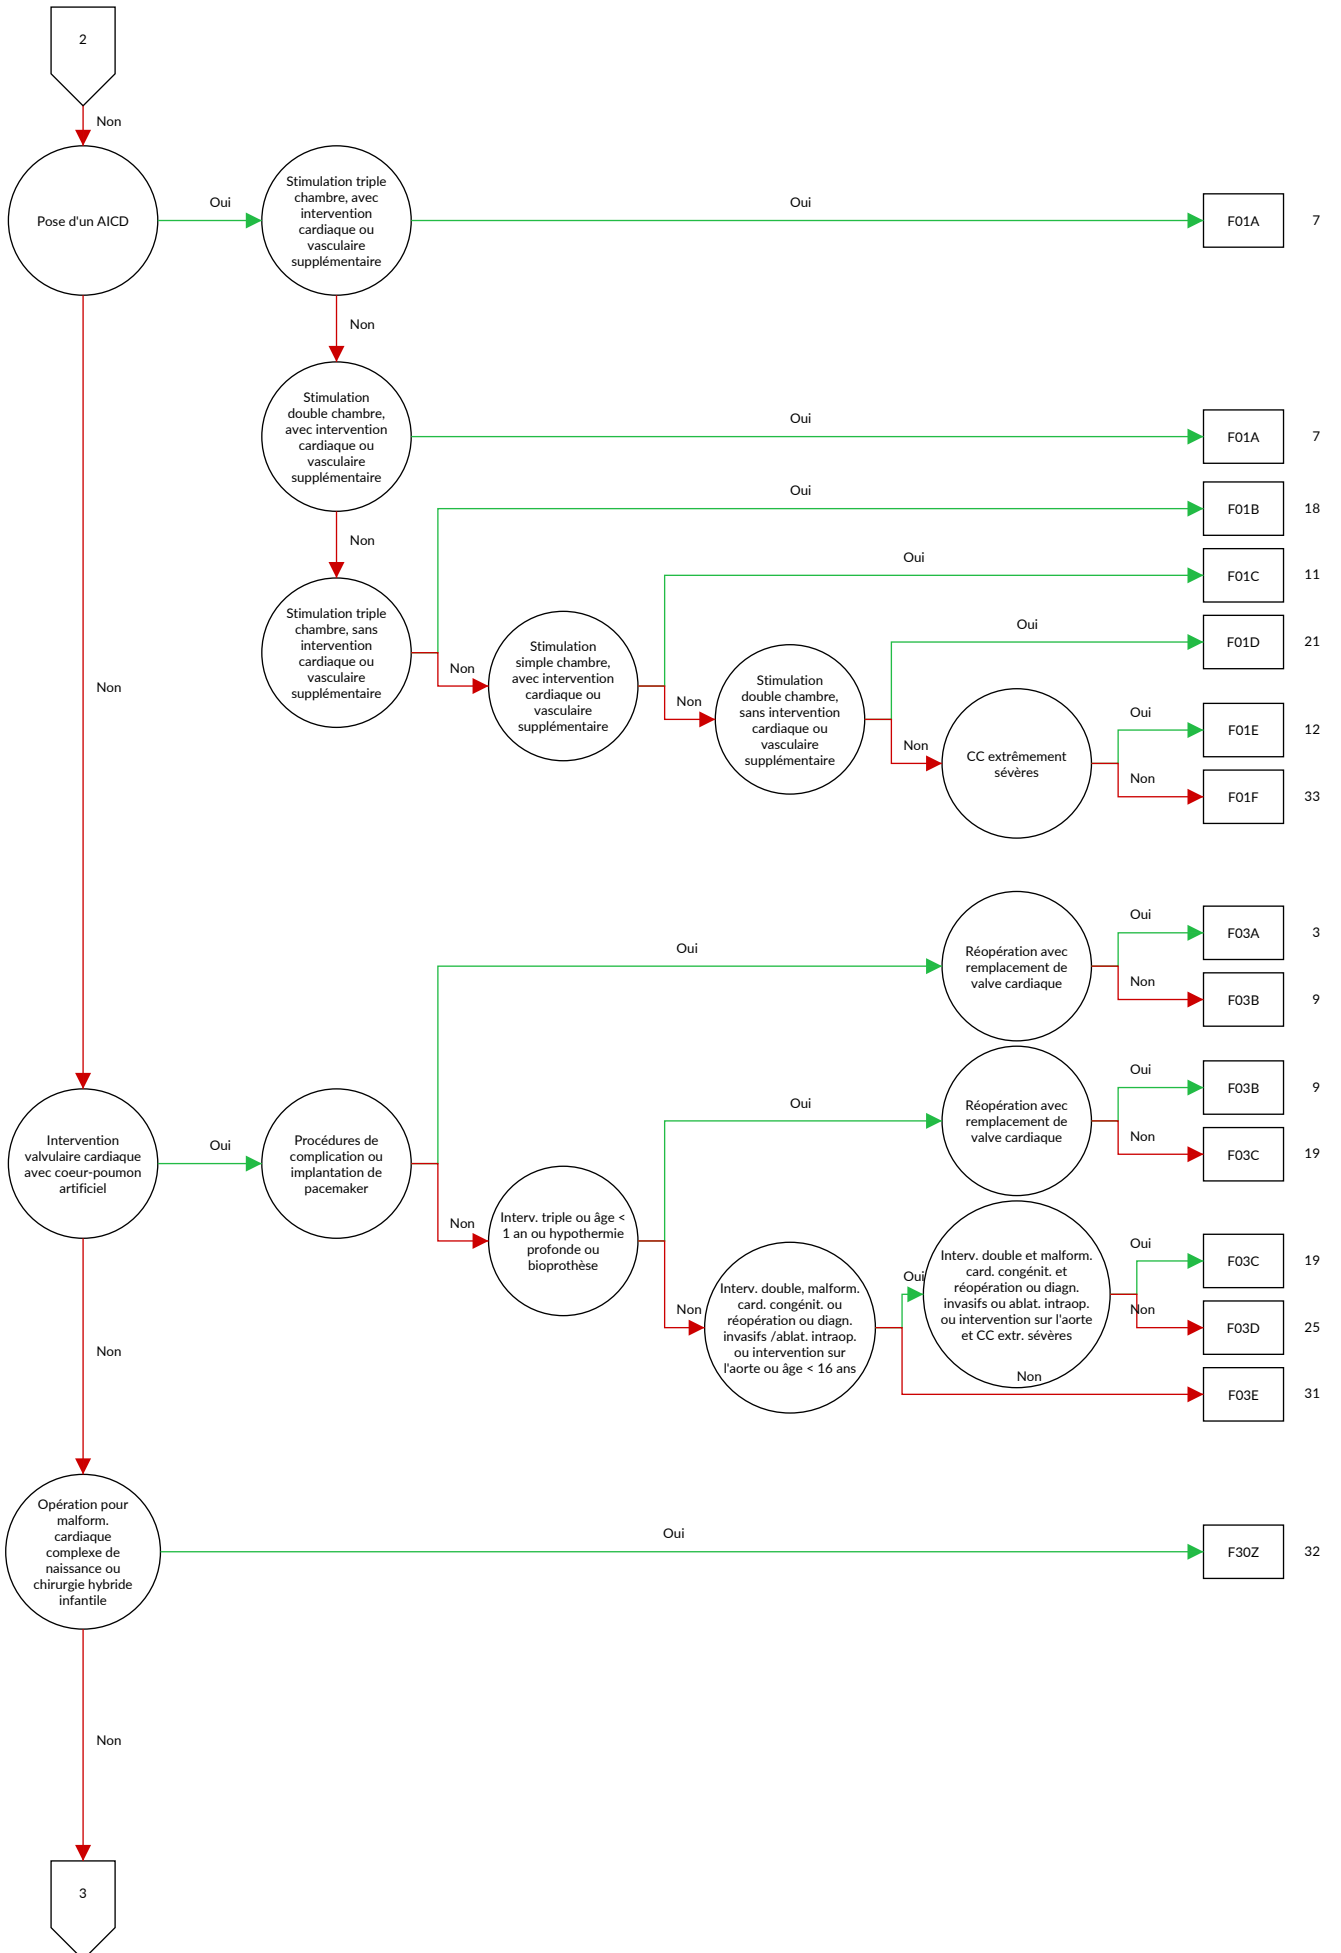 2
Non
Pose d'un AICD
Oui
Stimulation triple
chambre, avec
intervention
cardiaque ou
vasculaire
supplémentaire
Oui
F01A
7
Non
Stimulation
double chambre,
avec intervention
cardiaque ou
vasculaire
supplémentaire
Oui
F01A
7
Non
Stimulation triple
chambre, sans
intervention
cardiaque ou
vasculaire
supplémentaire
Oui
F01B
18
Non
Stimulation
simple chambre,
avec intervention
cardiaque ou
vasculaire
supplémentaire
Oui
F01C
11
Non
Stimulation
double chambre,
sans intervention
cardiaque ou
vasculaire
supplémentaire
Oui
F01D
21
Non
CC extrêmement
sévères
Oui
F01E
12
Non
F01F
33
Non
Intervention
valvulaire cardiaque
avec coeur-poumon
artificiel
Oui
Procédures de
complication ou
implantation de
pacemaker
Oui
Réopération avec
remplacement de
valve cardiaque
Oui
F03A
3
Non
F03B
9
Non
Interv. triple ou âge <
1 an ou hypothermie
profonde ou
bioprothèse
Oui
Réopération avec
remplacement de
valve cardiaque
Oui
F03B
9
Non
F03C
19
Non
Interv. double, malform.
card. congénit. ou
réopération ou diagn.
invasifs /ablat. intraop.
ou intervention sur
l'aorte ou âge < 16 ans
Oui
Interv. double et malform.
card. congénit. et
réopération ou diagn.
invasifs ou ablat. intraop.
ou intervention sur l'aorte
et CC extr. sévères
Oui
F03C
19
Non
F03D
25
Non
F03E
31
Non
Opération pour
malform.
cardiaque
complexe de
naissance ou
chirurgie hybride
infantile
Oui
F30Z
32
Non
3